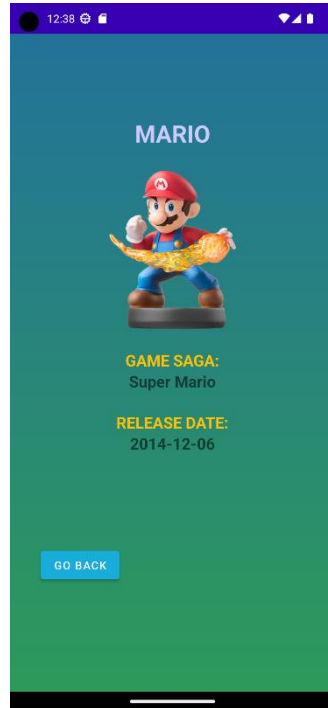 12:38
MARIO
GAME SAGA:
Super Mario
RELEASE DATE:
2014-12-06
GO BACK